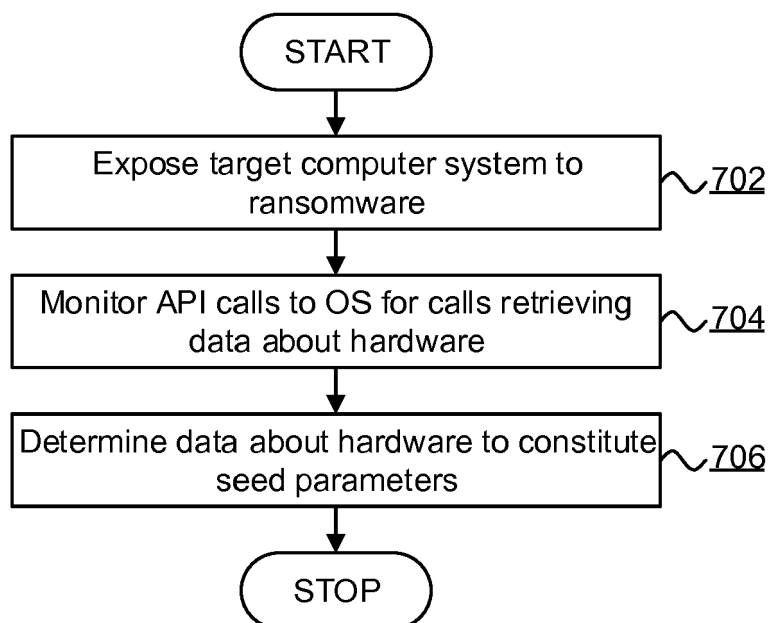 START
Expose target computer system to
ransomware
702
Monitor API calls to OS for calls retrieving
data about hardware
704
Determine data about hardware to constitute
seed parameters
706
STOP